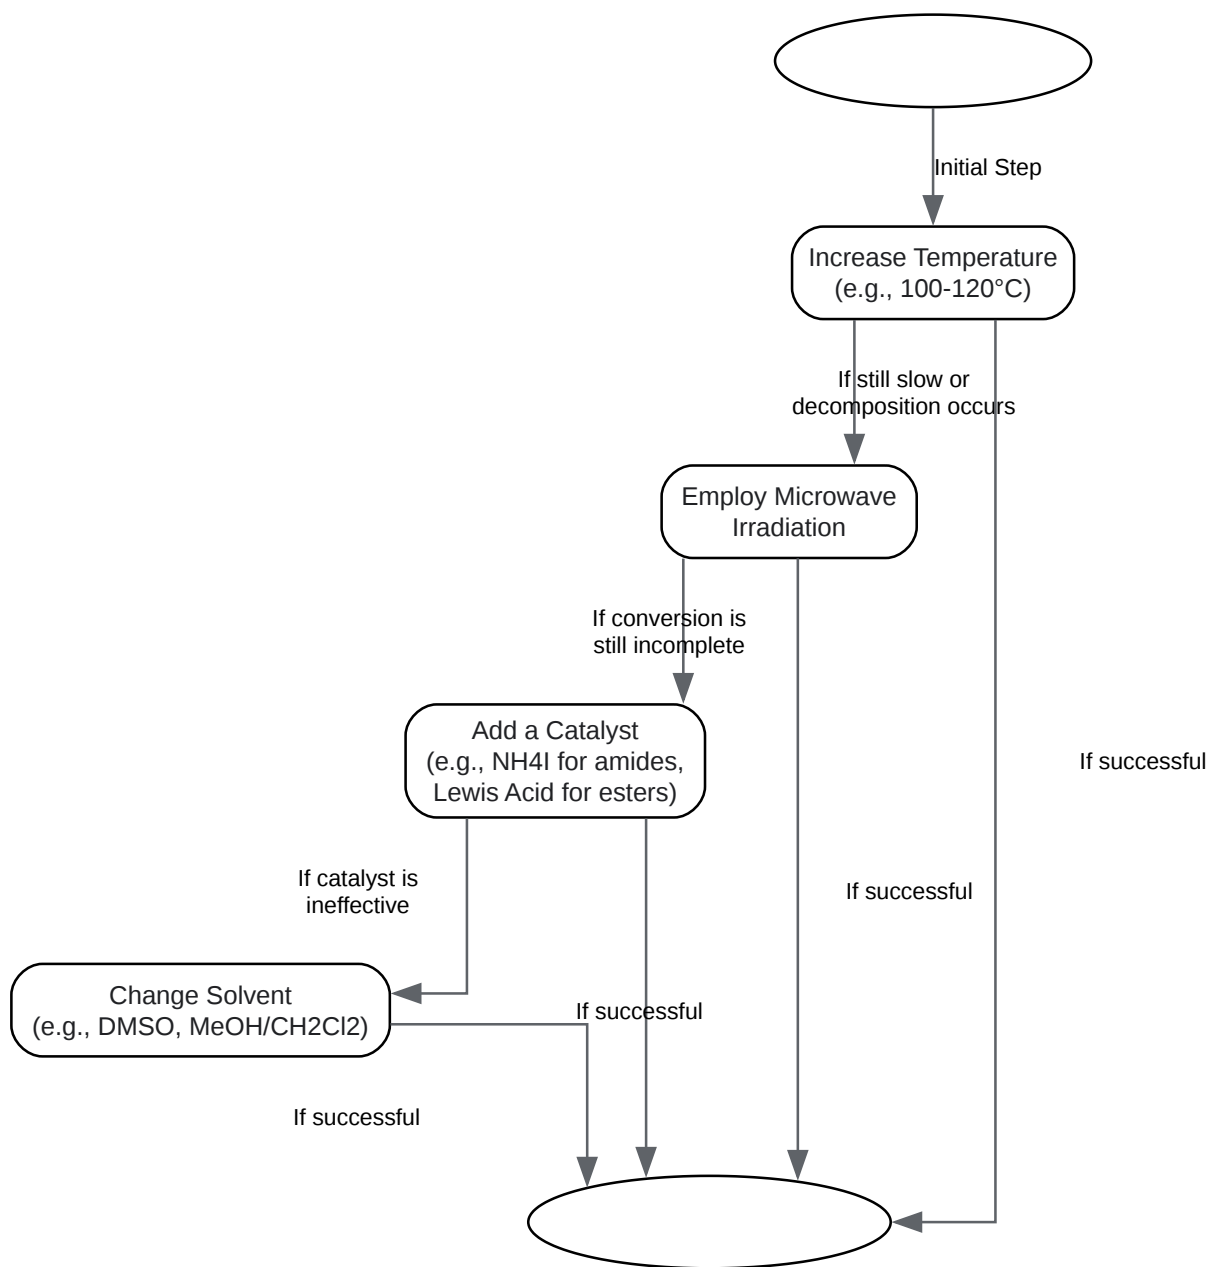 Initial Step
Increase Temperature
(e.g., 100-120°C)
If still slow or
decomposition occurs
Employ Microwave
Irradiation
If conversion is
still incomplete
Add a Catalyst
(e.g., NH4I for amides,
Lewis Acid for esters)
If successful
If catalyst is
ineffective
If successful
Change Solvent
(e.g., DMSO, MeOH/CH2Cl2)
If successful
If successful